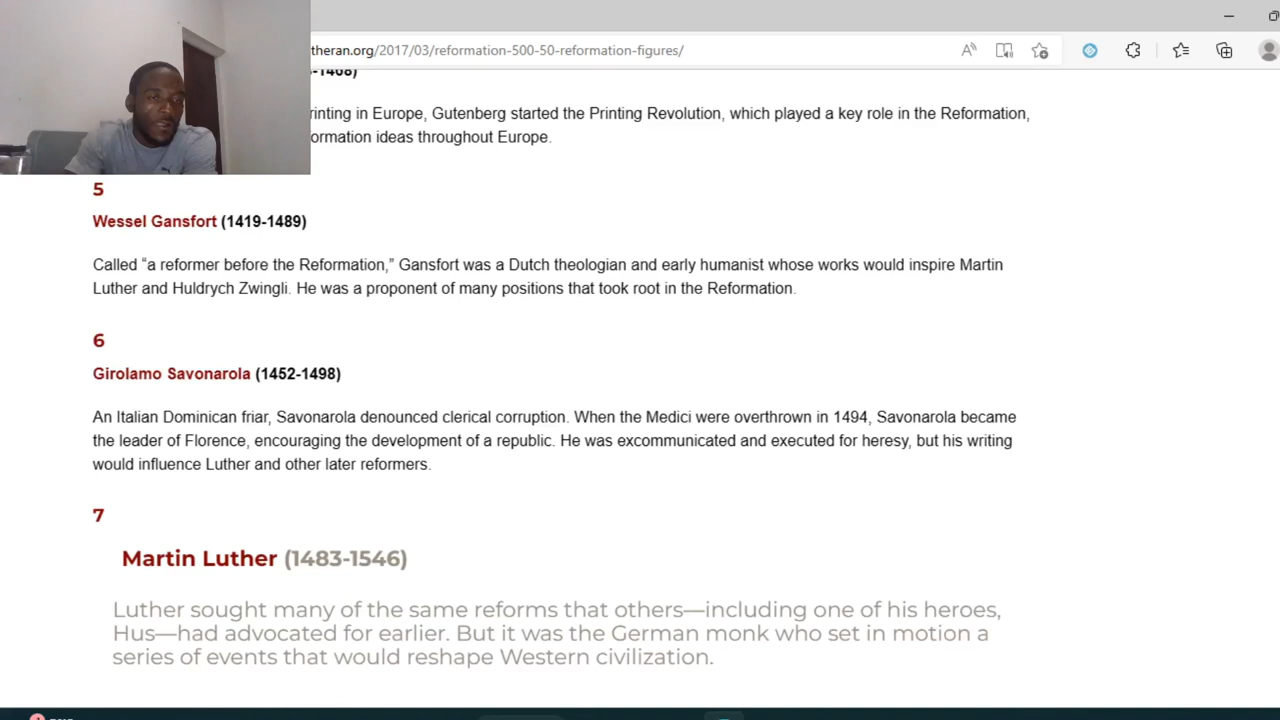 theran.org/2017/03/reformation-500-50-reformation-figures/
rinting in Europe, Gutenberg started the Printing Revolution, which played a key role in the Reformation,
ormation ideas throughout Europe.
5
Wessel Gansfort (1419-1489)
Called “a reformer before the Reformation,” Gansfort was a Dutch theologian and early humanist whose works would inspire Martin
Luther and Huldrych Zwingli. He was a proponent of many positions that took root in the Reformation.
6
Girolamo Savonarola (1452-1498)
An Italian Dominican friar, Savonarola denounced clerical corruption. When the Medici were overthrown in 1494, Savonarola became
the leader of Florence, encouraging the development of a republic. He was excommunicated and executed for heresy, but his writing
would influence Luther and other later reformers.
7
Martin Luther (1483-1546)
Luther sought many of the same reforms that others—including one of his heroes,
Hus—had advocated for earlier. But it was the German monk who set in motion a
series of events that would reshape Western civilization.